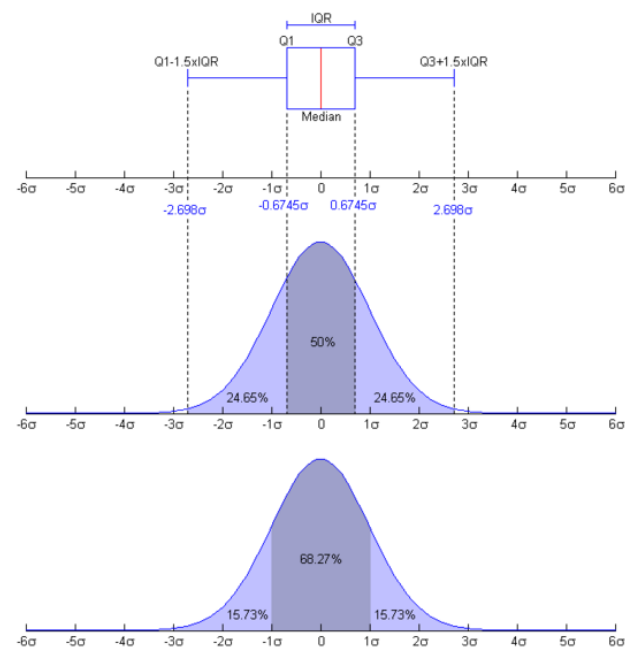 IQR
Q1 Q3
Q1-1.5xIQR Q3+1.5xIQR
Median
-6σ -5σ -4σ -3σ -2σ -1σ 0 1σ 2σ 3σ 4σ 5σ 6σ
-2.698σ -0.6745σ 0.6745σ 2.698σ
50%
24.65% 24.65%
-6σ -5σ -4σ -3σ -2σ -1σ 0 1σ 2σ 3σ 4σ 5σ 6σ
68.27%
15.73% 15.73%
-6σ -5σ -4σ -3σ -2σ -1σ 0 1σ 2σ 3σ 4σ 5σ 6σ